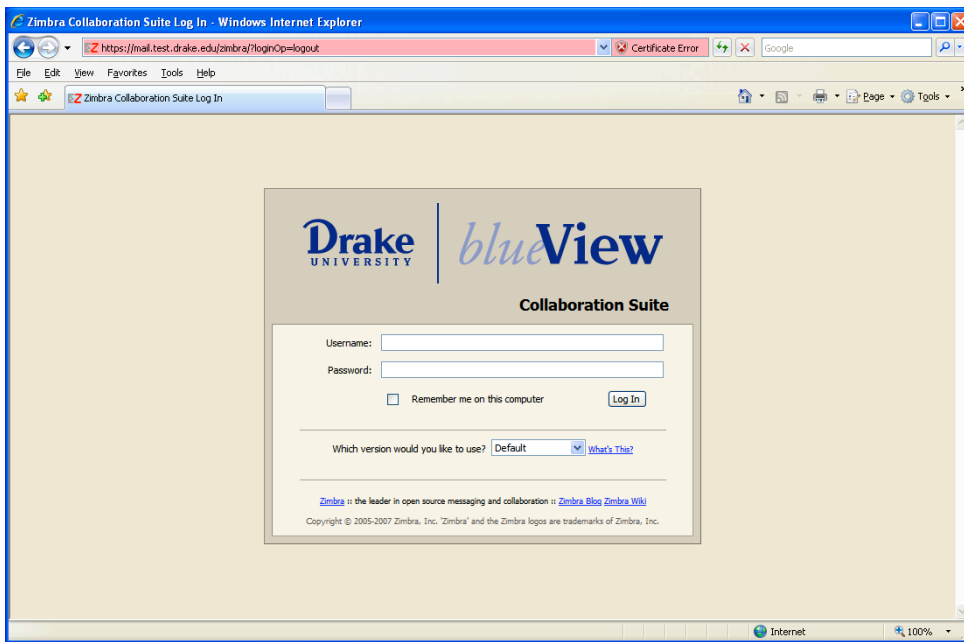 Zimbra Collaboration Suite Log In - Windows Internet Explorer
Z https://mail.test.drake.edu/zimbra/?loginOp=logout Certificate Error Google
File Edit View Favorites Tools Help
Z Zimbra Collaboration Suite Log In Page Tools
Drake UNIVERSITY blueView
Collaboration Suite
Username:
Password:
Remember me on this computer Log In
Which version would you like to use? Default What's This?
Zimbra :: the leader in open source messaging and collaboration :: Zimbra Blog Zimbra Wiki
Copyright © 2005-2007 Zimbra, Inc. 'Zimbra' and the Zimbra logos are trademarks of Zimbra, Inc.
Internet 100%